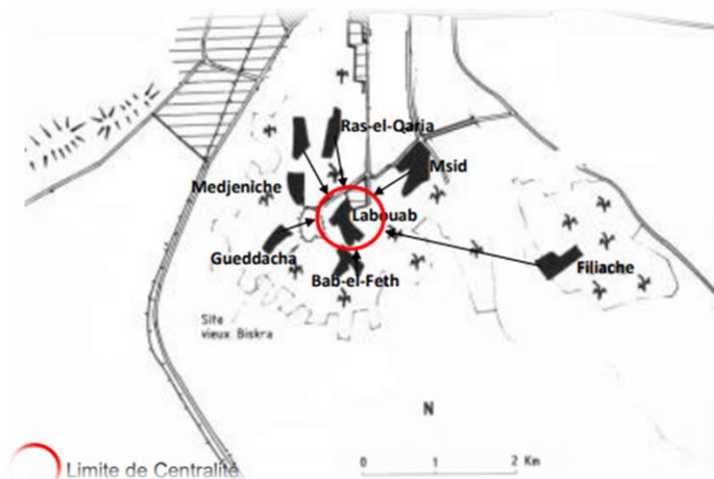 Ras-el-Qaria
Msid
Medjeniche
Labouab
Gueddacha
Bab-el-Feth
Filiache
Site
vieux Biskra
N
0 1 2 Km
Limite de Centralité